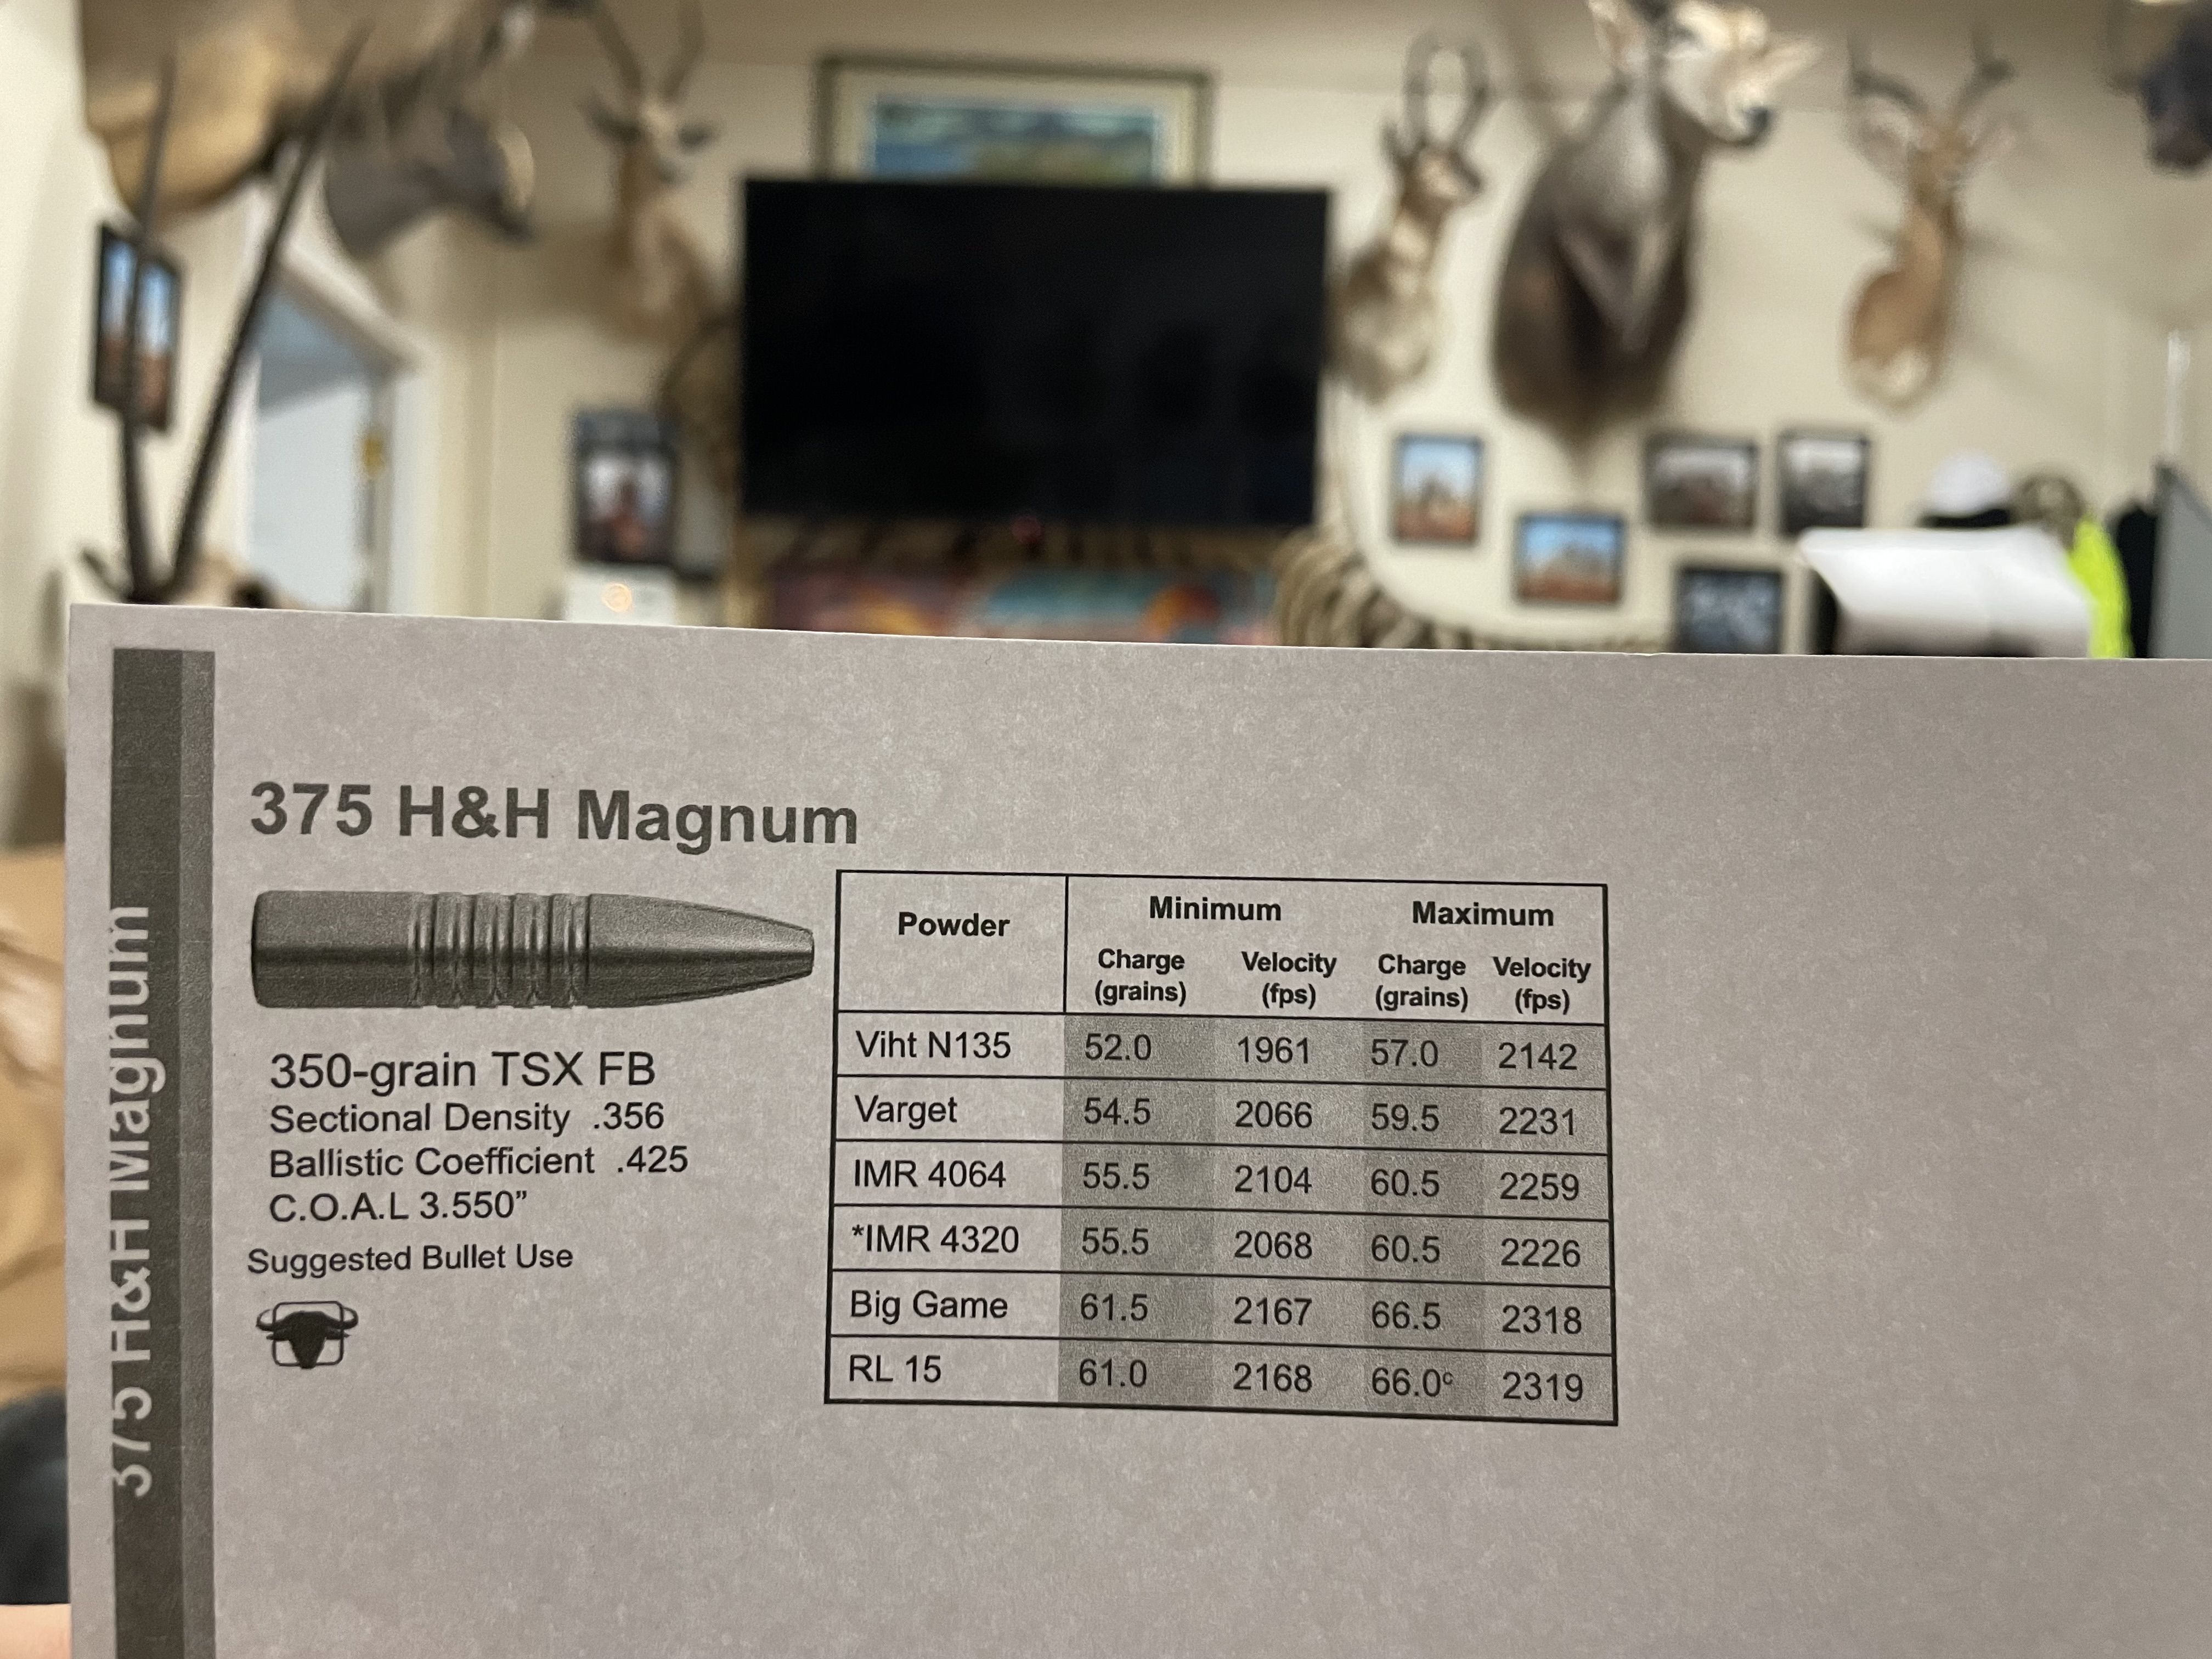 375 H&H Magnum
375 H&H Magnum
350-grain TSX FB
Sectional Density .356
Ballistic Coefficient .425
C.O.A.L 3.550”
Suggested Bullet Use
Powder Minimum Maximum
Charge (grains) Velocity (fps) Charge (grains) Velocity (fps)
Viht N135 52.0 1961 57.0 2142
Varget 54.5 2066 59.5 2231
IMR 4064 55.5 2104 60.5 2259
*IMR 4320 55.5 2068 60.5 2226
Big Game 61.5 2167 66.5 2318
RL 15 61.0 2168 66.0ᶜ 2319